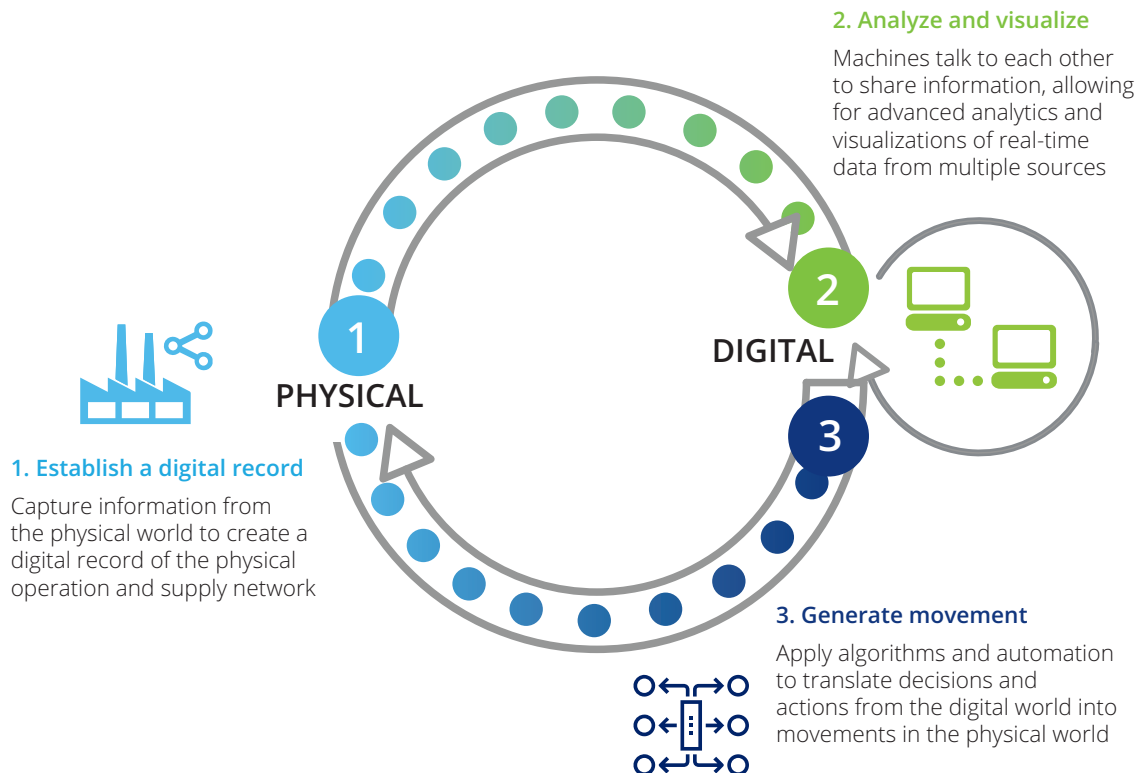 2. Analyze and visualize
Machines talk to each other
to share information, allowing
for advanced analytics and
visualizations of real-time
data from multiple sources
2
1
DIGITAL
PHYSICAL
3
1. Establish a digital record
Capture information from
the physical world to create a
digital record of the physical
operation and supply network
3. Generate movement
Apply algorithms and automation
to translate decisions and
actions from the digital world into
movements in the physical world